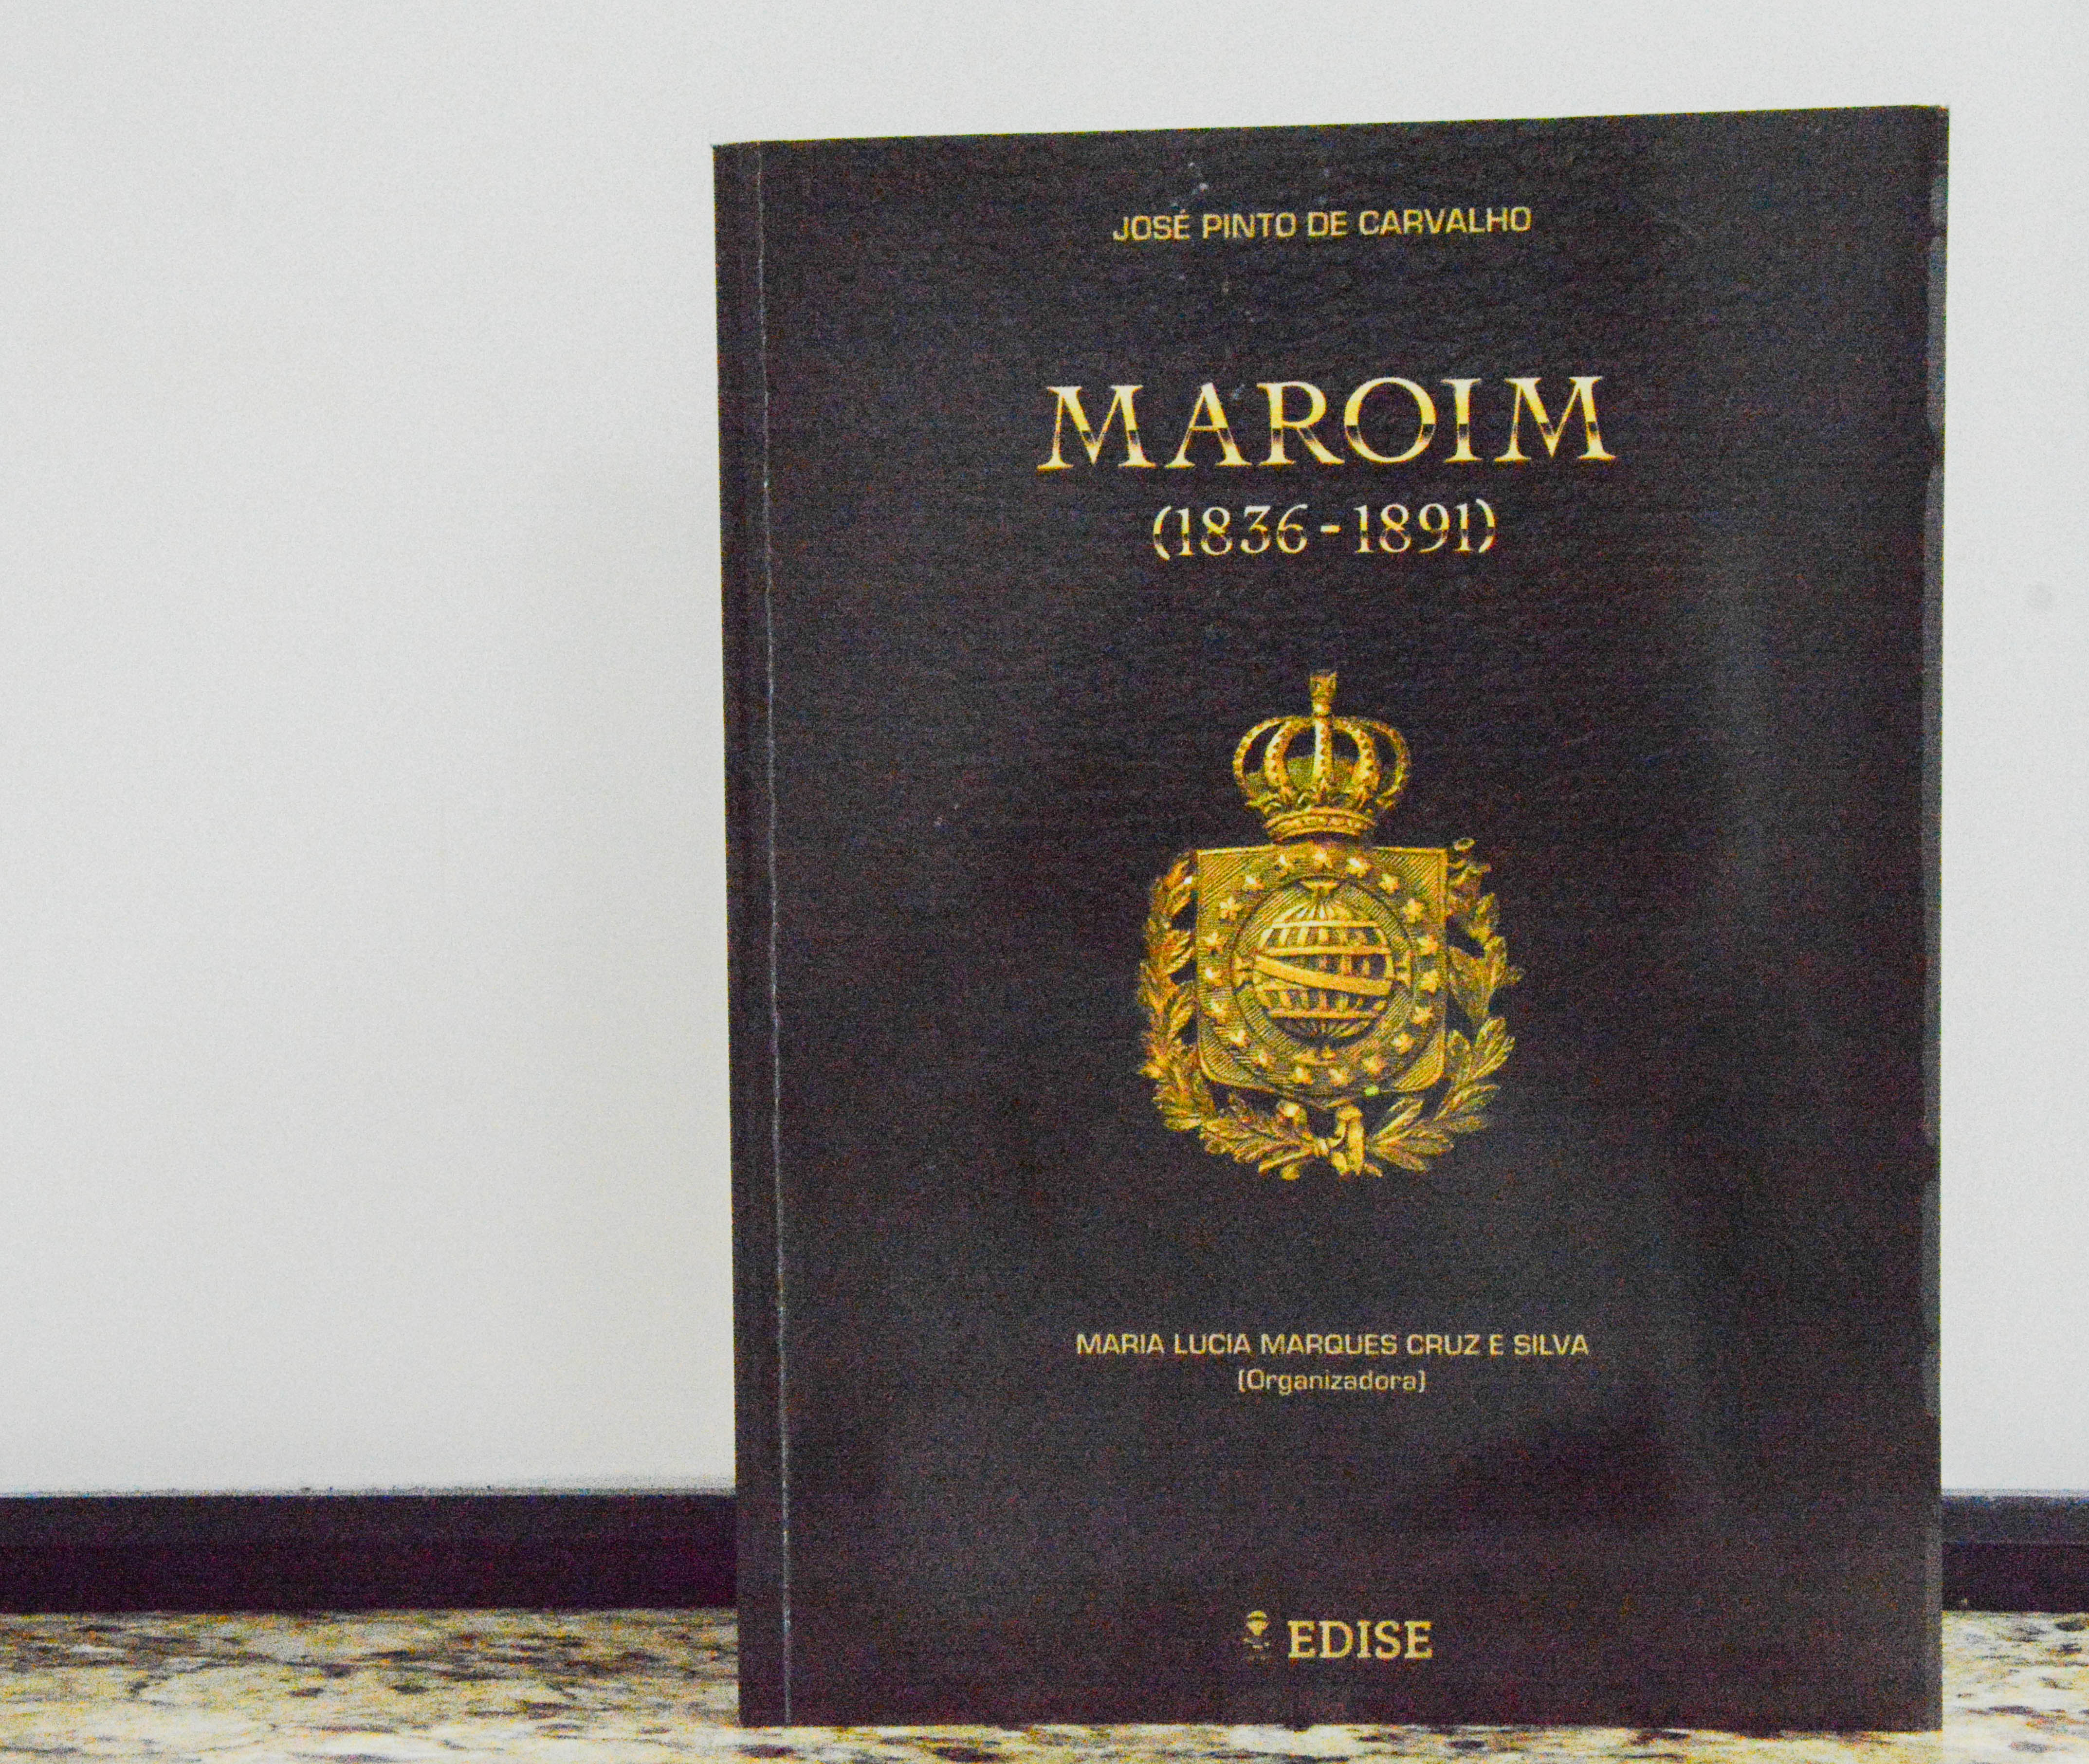 JOSÉ PINTO DE CARVALHO
MAROIM
(1836-1891)
MARIA LUCIA MARQUES CRUZ E SILVA
(Organizadora)
EDISE